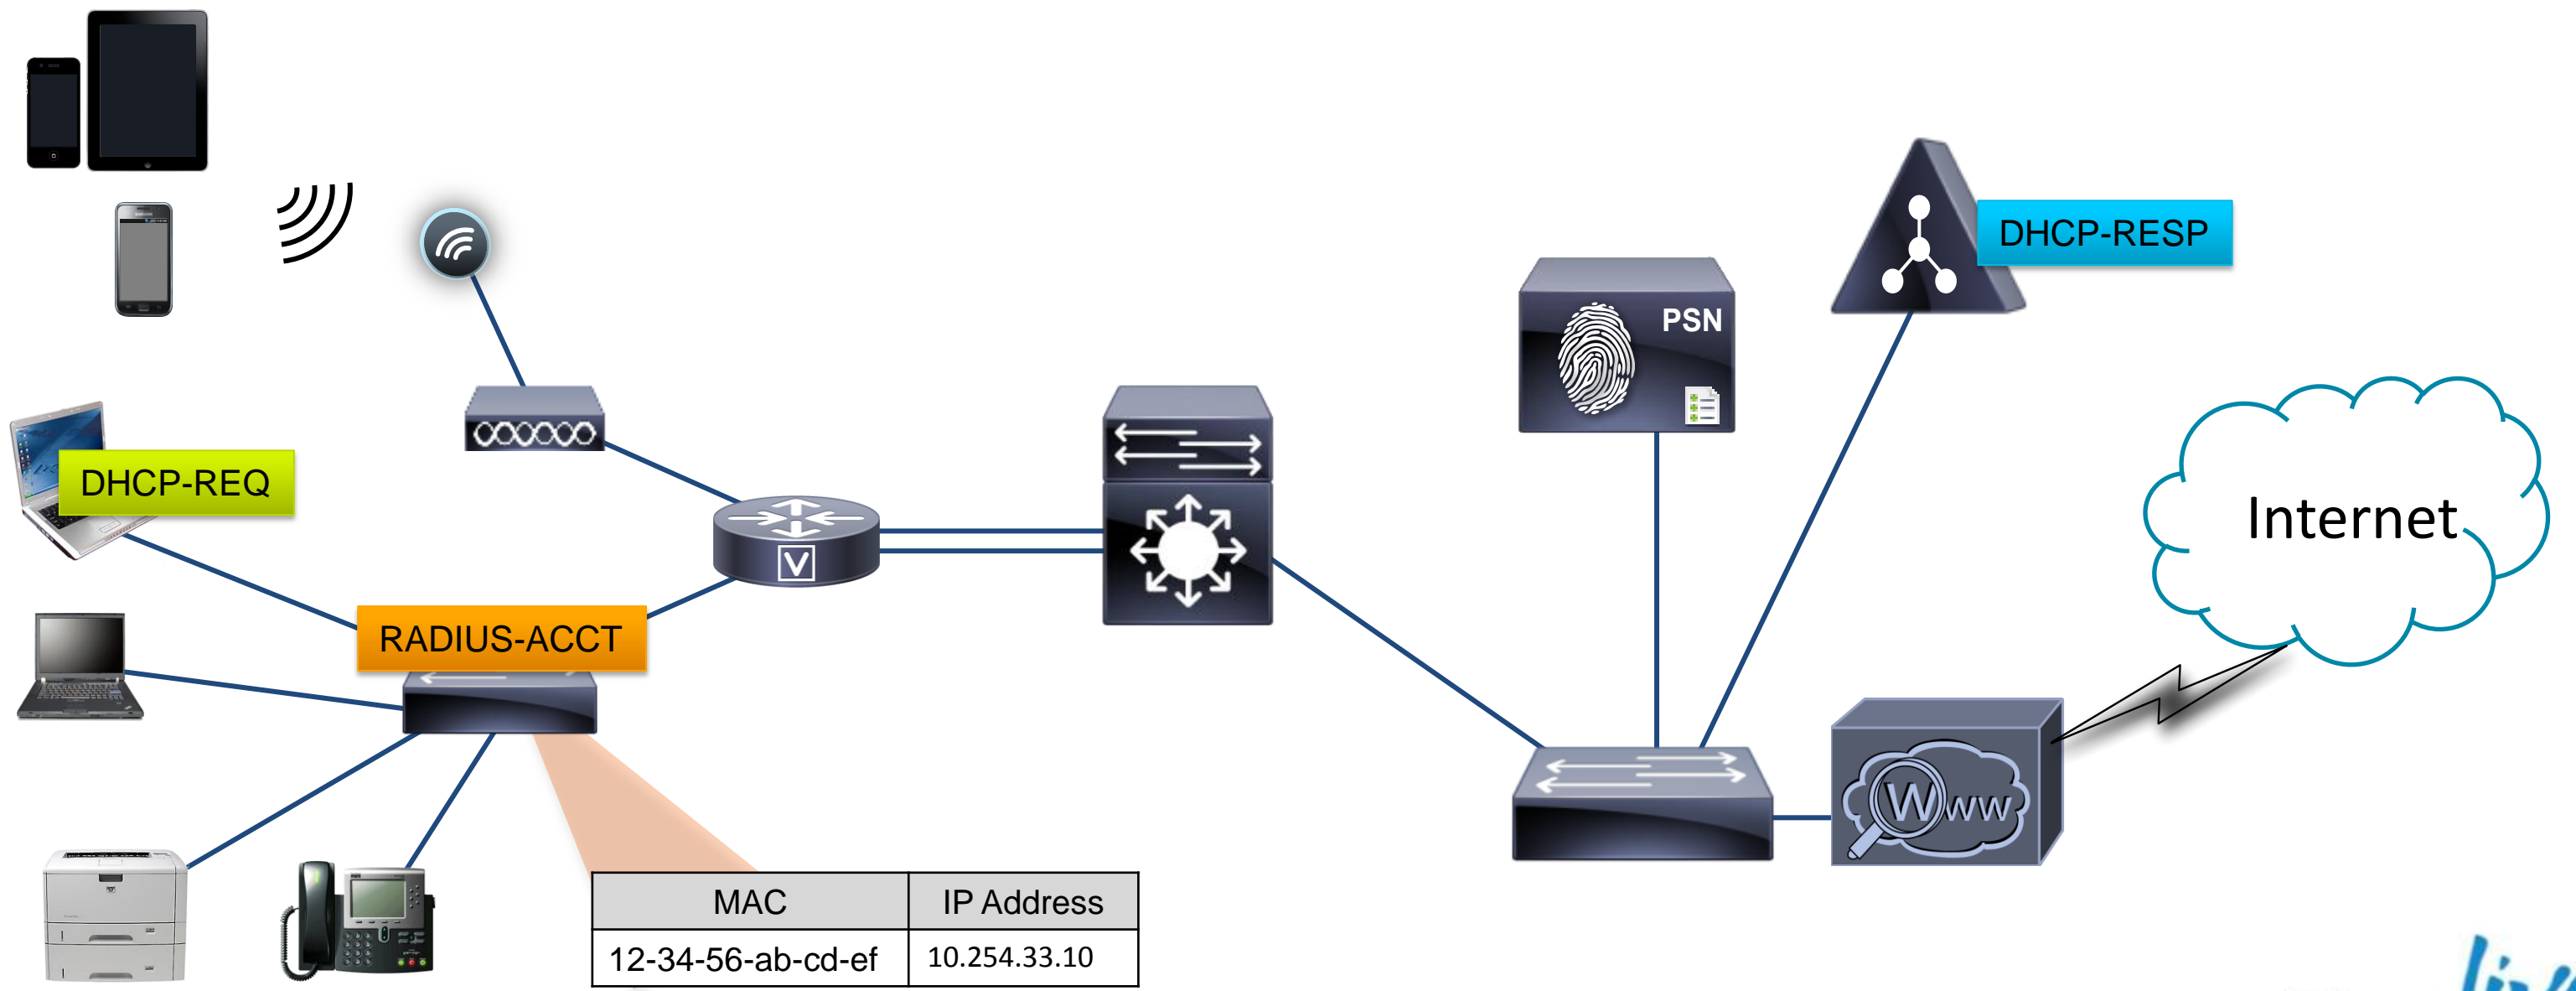 DHCP-RESP
PSN
DHCP-REQ
Internet
V
RADIUS-ACCT
Www
MAC IP Address
12-34-56-ab-cd-ef 10.254.33.10